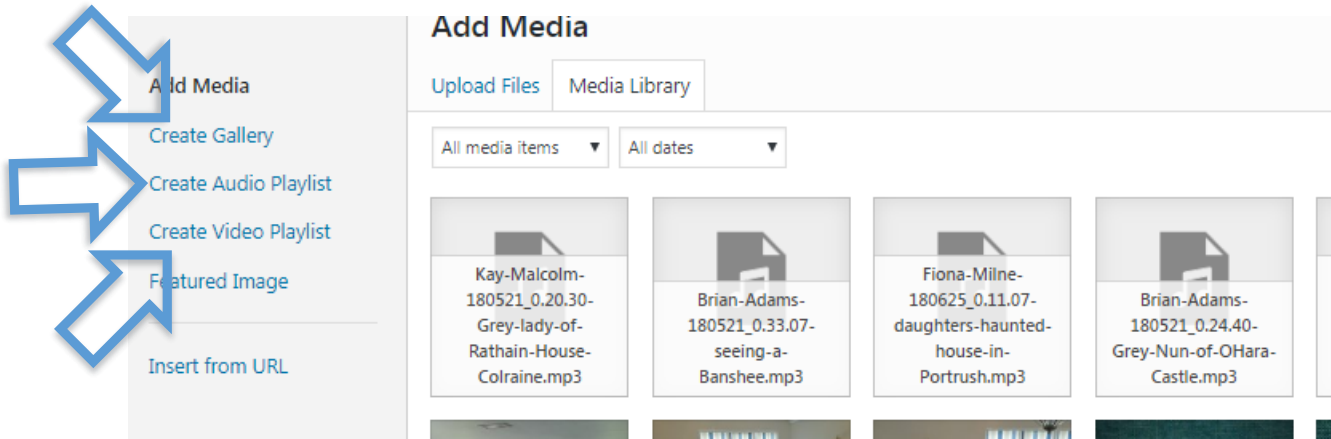 Add Media
Create Gallery
Create Audio Playlist
Create Video Playlist
Featured Image
Insert from URL
Add Media
Upload Files
Media Library
All media items
All dates
Kay-Malcolm-
180521_0.20.30-
Grey-lady-of-
Rathain-House-
Colraine.mp3
Brian-Adams-
180521_0.33.07-
seeing-a-
Banshee.mp3
Fiona-Milne-
180625_0.11.07-
daughters-haunted-
house-in-
Portrush.mp3
Brian-Adams-
180521_0.24.40-
Grey-Nun-of-OHara-
Castle.mp3